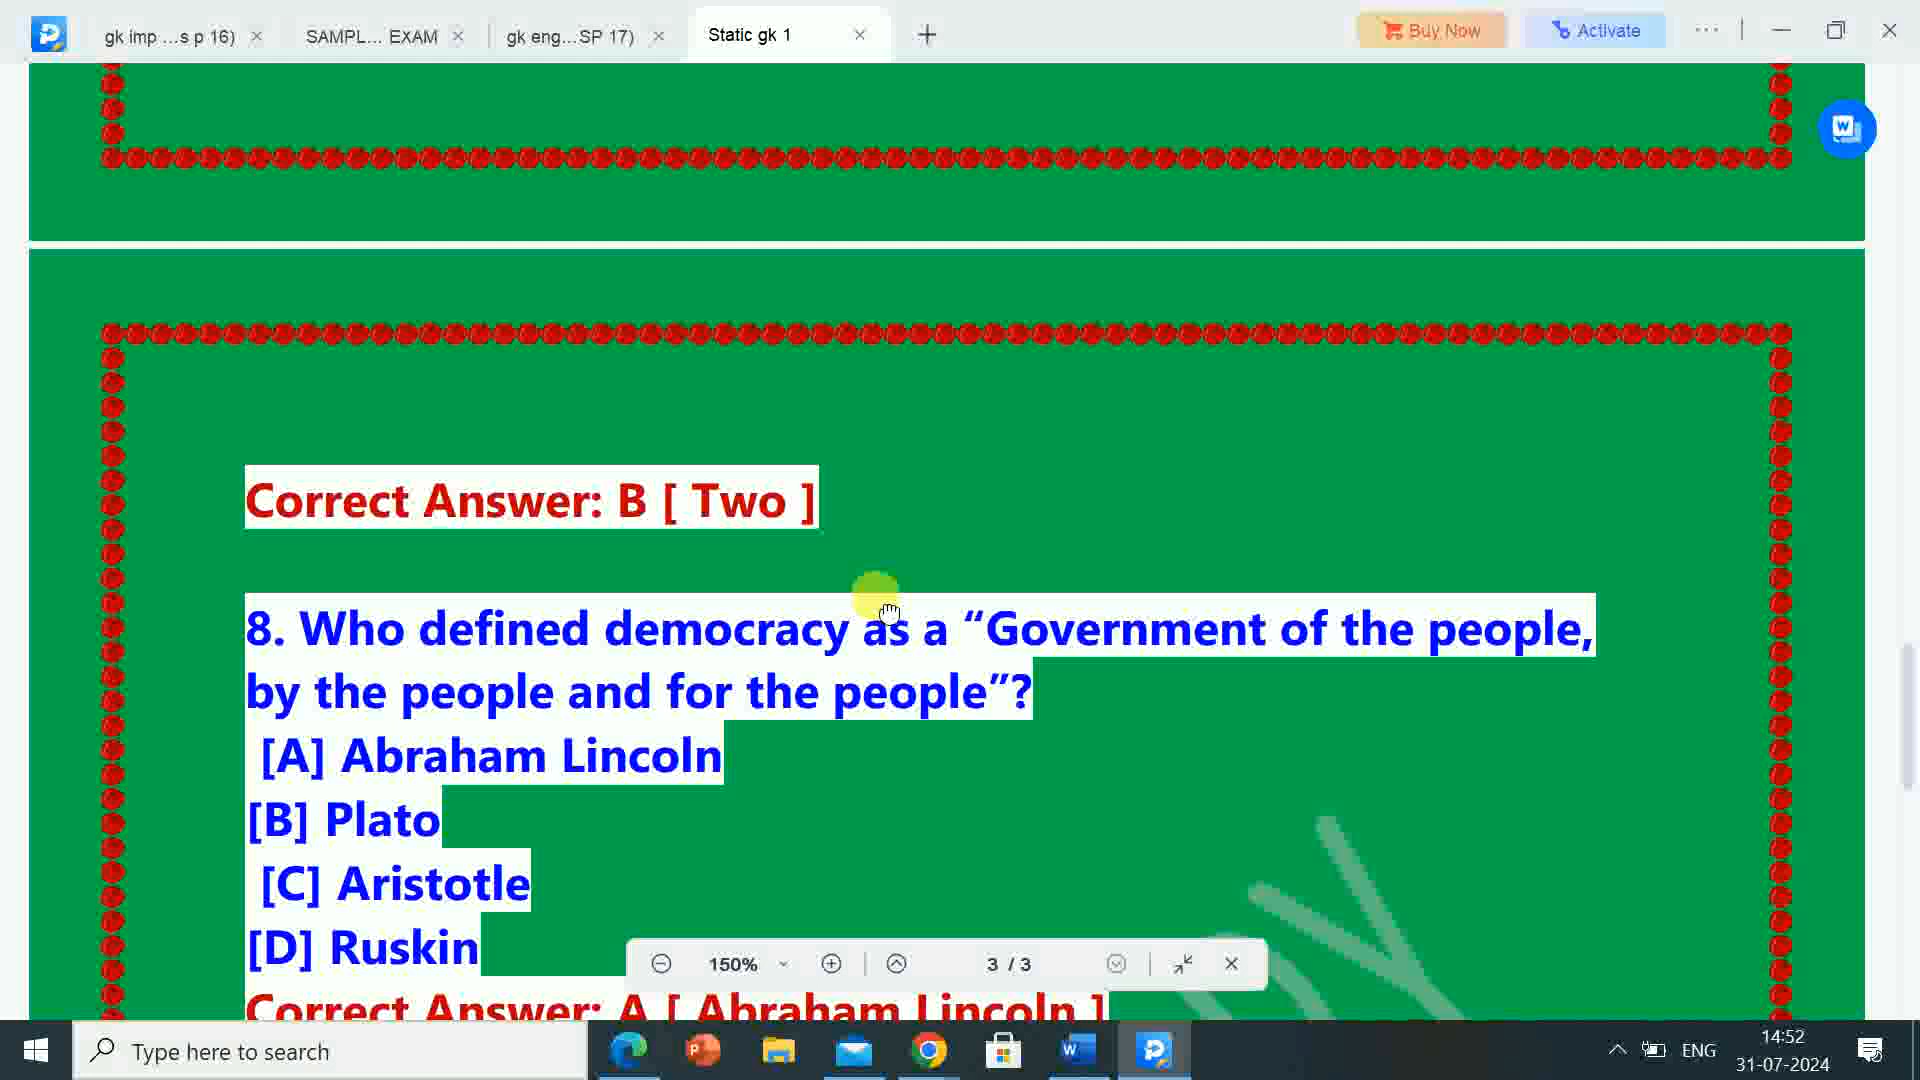 gk imp ...s p 16)
SAMPL... EXAM
gk eng...SP 17)
Static gk 1
Buy Now
Activate
Correct Answer: B [ Two ]
8. Who defined democracy as a “Government of the people,
by the people and for the people”?
[A] Abraham Lincoln
[B] Plato
[C] Aristotle
[D] Ruskin
Correct Answer: A [ Abraham Lincoln ]
150%
3 / 3
Type here to search
ENG
14:52
31-07-2024